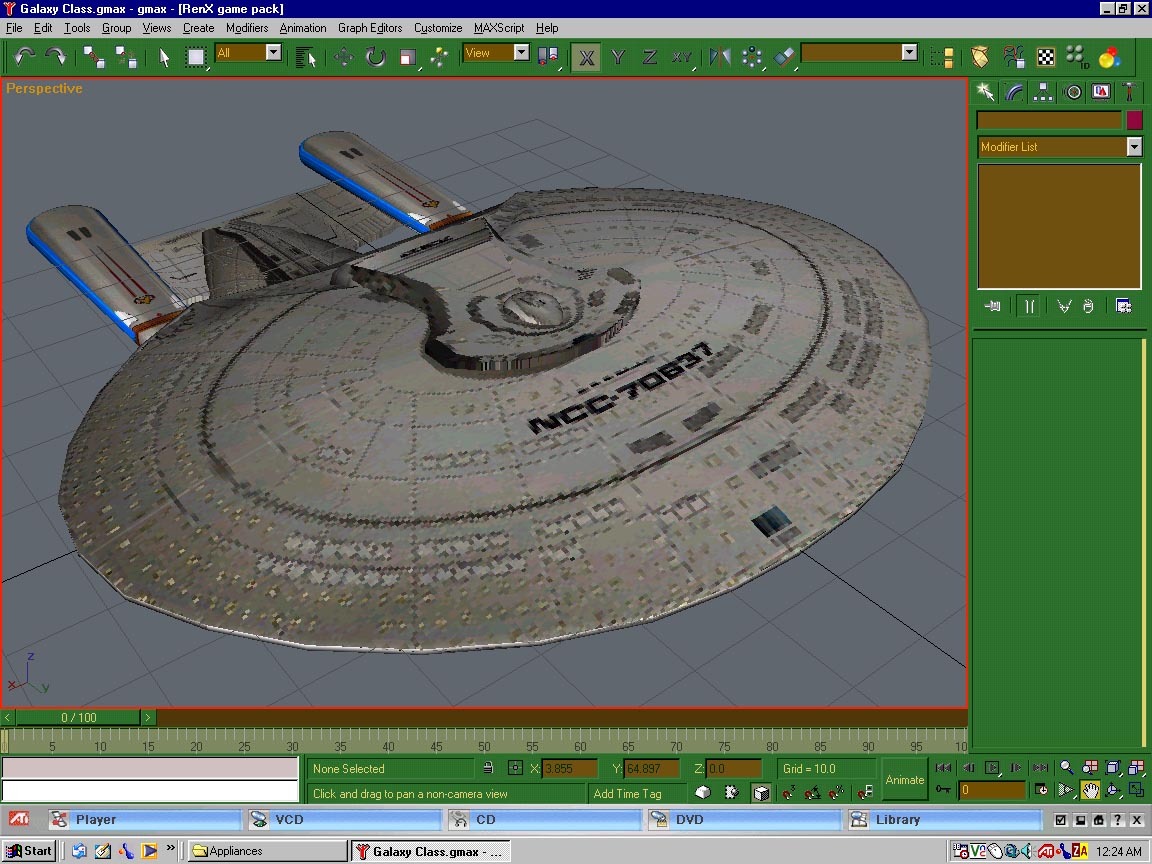 Galaxy Class.gmax - gmax - [RenX game pack]
File Edit Tools Group Views Create Modifiers Animation Graph Editors Customize MAXScript Help
All View X Y Z XY ID
Perspective
Modifier List
NCC-70637
z
x y
< 0 / 100 >
5 10 15 20 25 30 35 40 45 50 55 60 65 70 75 80 85 90 95 10
None Selected X: 3.855 Y: 64.897 Z: 0.0 Grid = 10.0 Animate
Click and drag to pan a non-camera view Add Time Tag 0
ATI Player VCD CD DVD Library
Start Appliances Galaxy Class.gmax - ... 12:24 AM